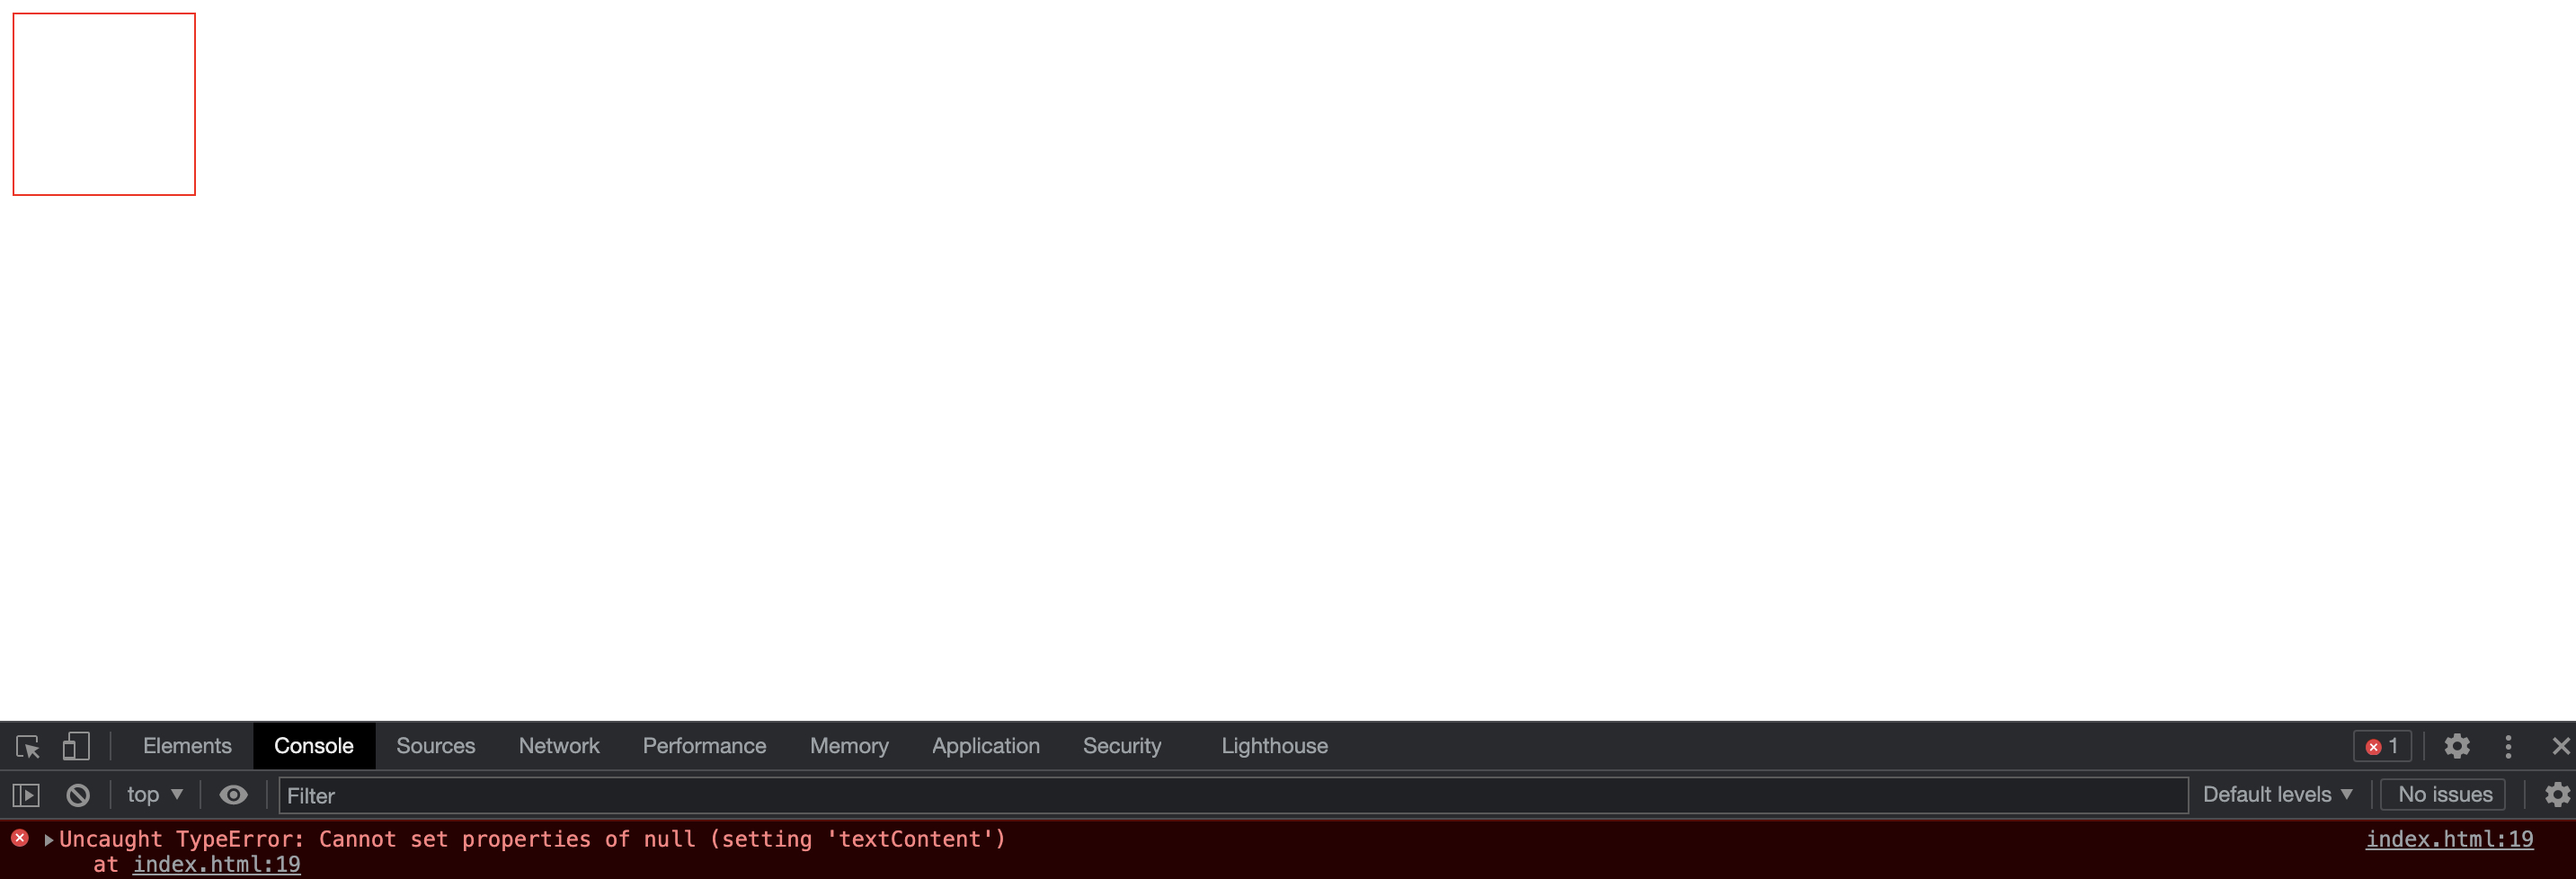 Elements Console Sources Network Performance Memory Application Security Lighthouse 1
top Filter Default levels No issues
Uncaught TypeError: Cannot set properties of null (setting 'textContent') index.html:19
at index.html:19